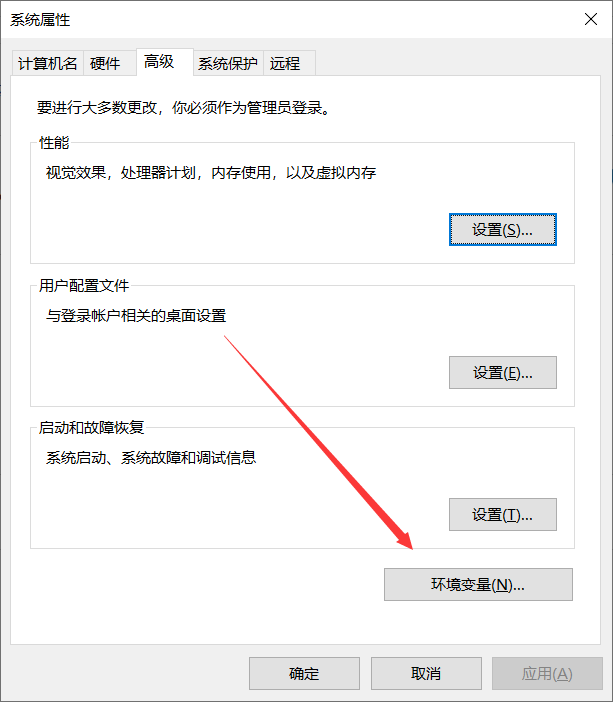 系统属性
计算机名 硬件 高级 系统保护 远程
要进行大多数更改，你必须作为管理员登录。
性能
视觉效果，处理器计划，内存使用，以及虚拟内存
设置(S)...
用户配置文件
与登录帐户相关的桌面设置
设置(E)...
启动和故障恢复
系统启动、系统故障和调试信息
设置(T)...
环境变量(N)...
确定 取消 应用(A)